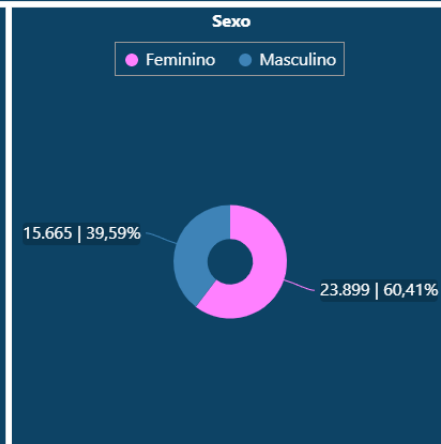 Sexo
Feminino Masculino
15.665 | 39,59%
23.899 | 60,41%